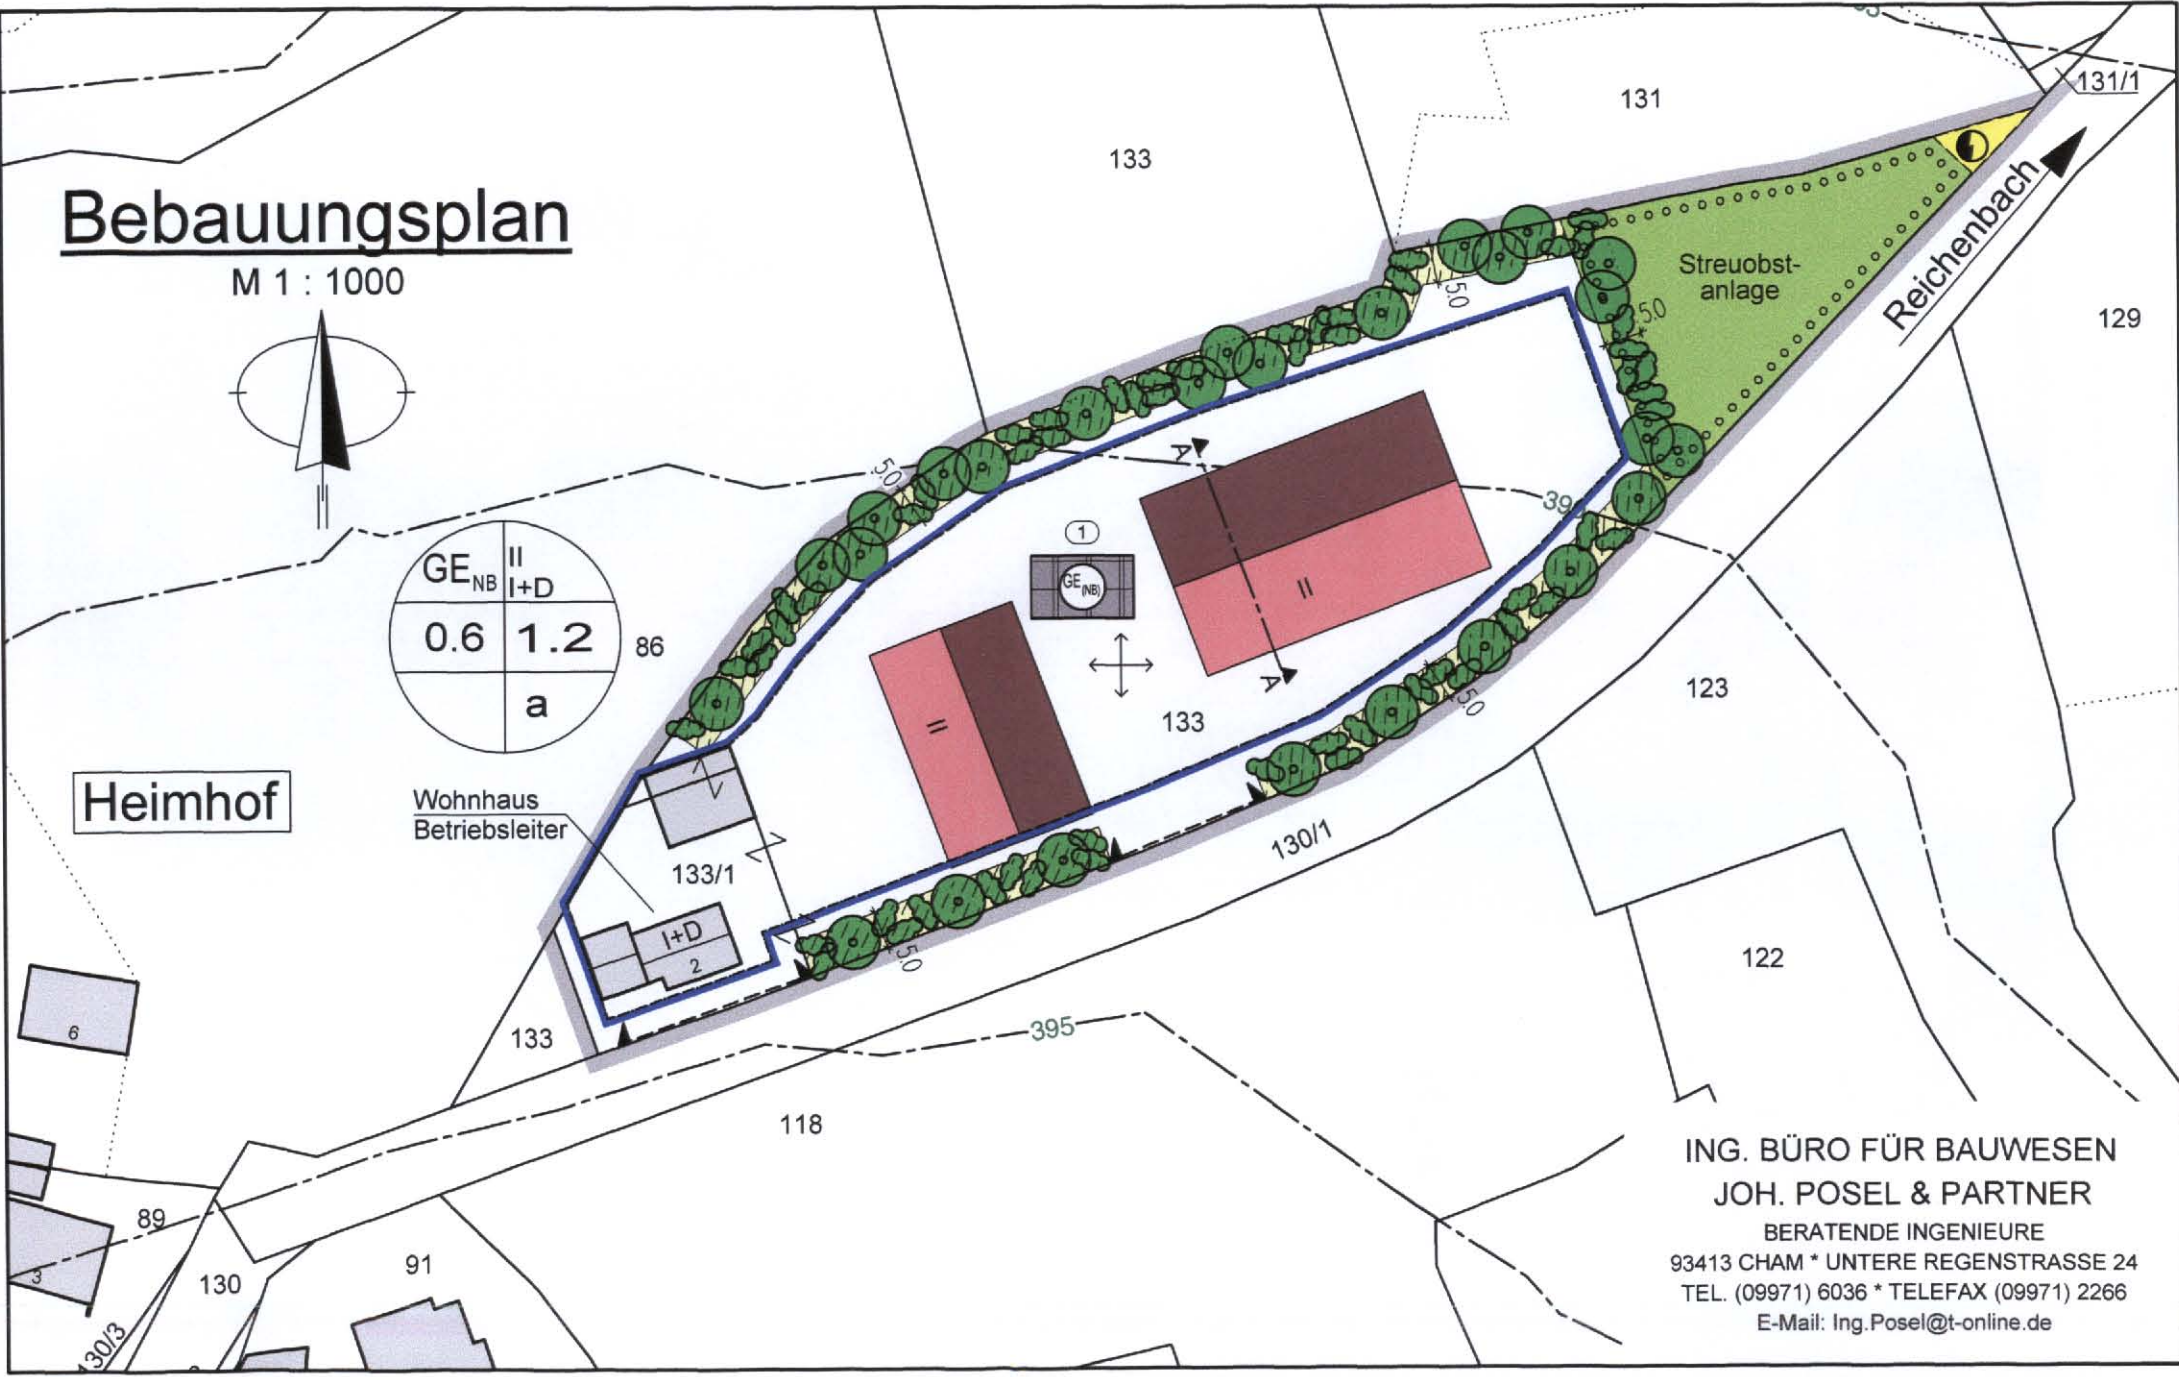 Bebauungsplan
M 1 : 1000
133
131
131/1
Reichenbach
Streuobst-
anlage
129
5.0
5.0
5.0
A
1
GE(NB)
II
GENB
II
I+D
0.6
1.2
a
86
II
A
133
5.0
123
Heimhof
Wohnhaus
Betriebsleiter
133/1
I+D
2
5.0
130/1
122
6
133
395
118
89
3
130
91
130/3
ING. BÜRO FÜR BAUWESEN
JOH. POSEL & PARTNER
BERATENDE INGENIEURE
93413 CHAM * UNTERE REGENSTRASSE 24
TEL. (09971) 6036 * TELEFAX (09971) 2266
E-Mail: Ing.Posel@t-online.de